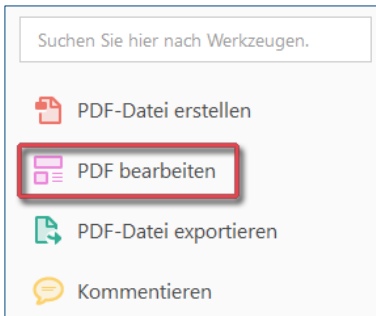 Suchen Sie hier nach Werkzeugen.
PDF-Datei erstellen
PDF bearbeiten
PDF-Datei exportieren
Kommentieren